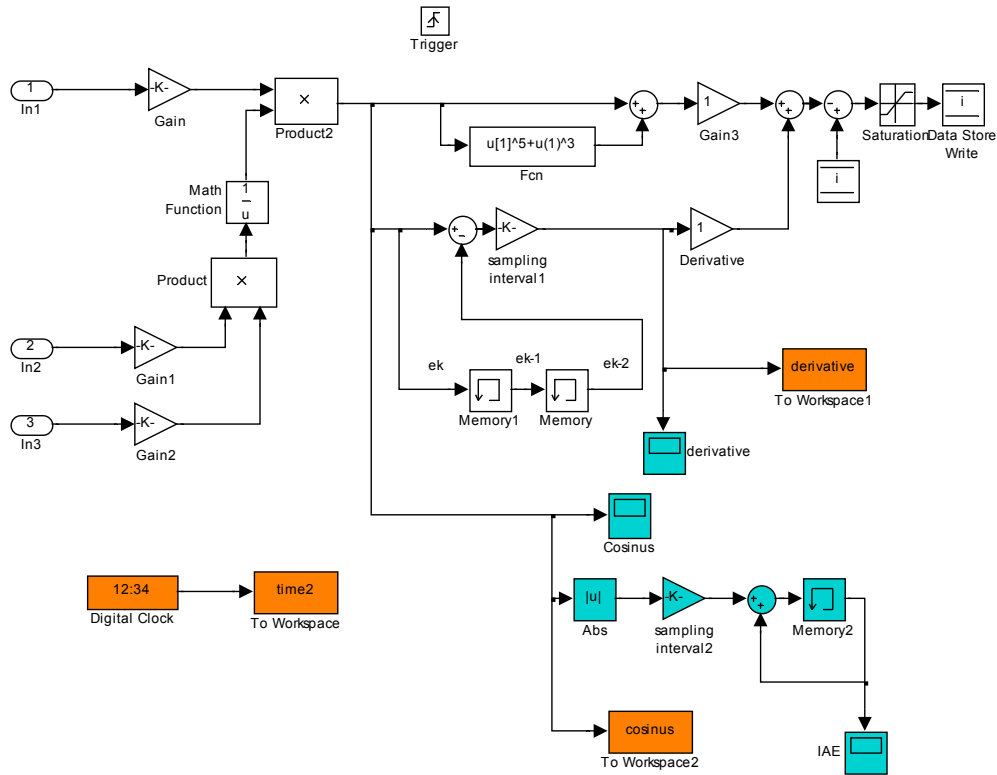 Trigger
1
In1
-K-
Gain
×
Product2
+
+
1
Gain3
+
+
-
+
Saturation
i
Data Store
Write
u[1]^5+u(1)^3
Fcn
i
Math
Function
1
u
+
-
-K-
sampling
interval1
1
Derivative
Product
×
2
In2
-K-
Gain1
ek
ek-1
ek-2
Memory1
Memory
derivative
To Workspace1
3
In3
-K-
Gain2
derivative
Cosinus
12:34
Digital Clock
time2
To Workspace
|u|
Abs
-K-
sampling
interval2
+
+
Memory2
cosinus
To Workspace2
IAE